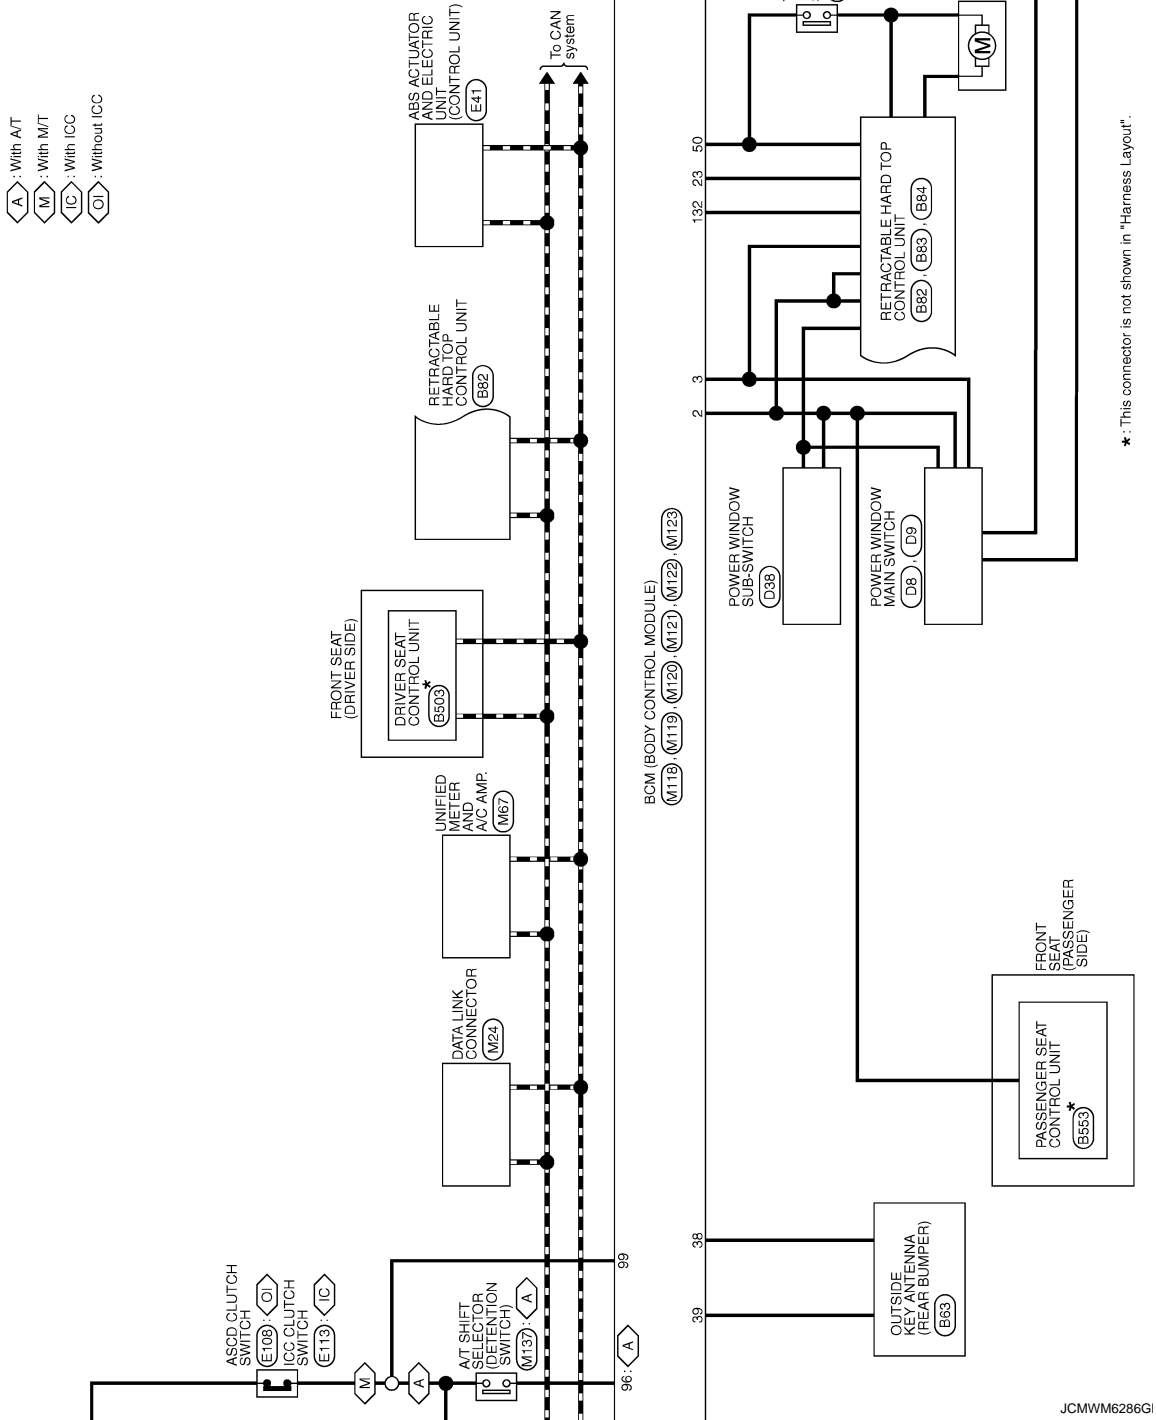 A : With A/T
M : With M/T
IC : With ICC
OI : Without ICC
To CAN
system
ABS ACTUATOR
AND ELECTRIC
UNIT
(CONTROL UNIT)
E41
RETRACTABLE
HARD TOP
CONTROL UNIT
B82
FRONT SEAT
(DRIVER SIDE)
DRIVER SEAT
CONTROL UNIT
B503 *
UNIFIED
METER
AND
A/C AMP.
M67
DATA LINK
CONNECTOR
M24
ASCD CLUTCH
SWITCH
E108 : OI
ICC CLUTCH
SWITCH
E113 : IC
M
A
A/T SHIFT
SELECTOR
(DETENTION
SWITCH)
M137 : A
99
96 : A
BCM (BODY CONTROL MODULE)
M118 , M119 , M120 , M121 , M122 , M123
50
23
132
3
2
38
39
M
RETRACTABLE HARD TOP
CONTROL UNIT
B82 , B83 , B84
POWER WINDOW
SUB-SWITCH
D38
POWER WINDOW
MAIN SWITCH
D8 , D9
FRONT
SEAT
(PASSENGER
SIDE)
PASSENGER SEAT
CONTROL UNIT
B553 *
OUTSIDE
KEY ANTENNA
(REAR BUMPER)
B63
* : This connector is not shown in "Harness Layout".